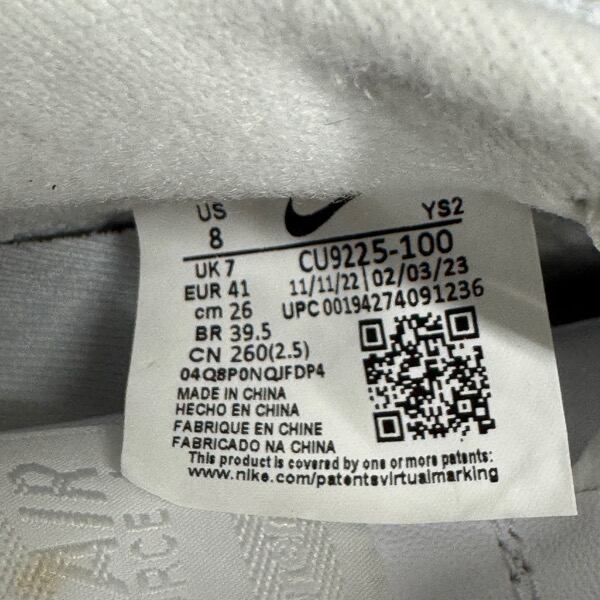 US YS2
8 CU9225-100
UK 7 11/11/22 | 02/03/23
EUR 41 UPC 00194274091236
cm 26
BR 39.5
CN 260(2.5)
04Q8P0NQJFDP4
MADE IN CHINA
HECHO EN CHINA
FABRIQUE EN CHINE
FABRICADO NA CHINA
This product is covered by one or more patents:
www.nike.com/patentsvirtualmarking
AIR
RCE